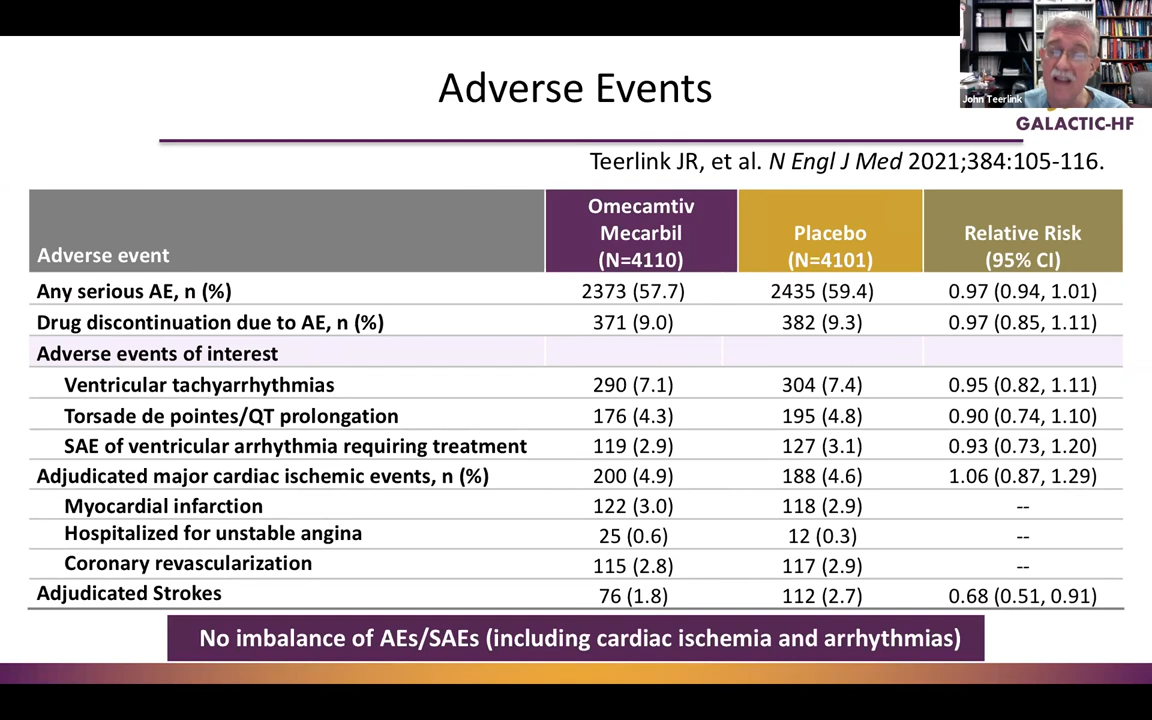 John Teerlink
Adverse Events
GALACTIC-HF
Teerlink JR, et al. N Engl J Med 2021;384:105-116.
Adverse event
Omecamtiv
Mecarbil
(N=4110)
Placebo
(N=4101)
Relative Risk
(95% CI)
Any serious AE, n (%) 2373 (57.7) 2435 (59.4) 0.97 (0.94, 1.01)
Drug discontinuation due to AE, n (%) 371 (9.0) 382 (9.3) 0.97 (0.85, 1.11)
Adverse events of interest
Ventricular tachyarrhythmias 290 (7.1) 304 (7.4) 0.95 (0.82, 1.11)
Torsade de pointes/QT prolongation 176 (4.3) 195 (4.8) 0.90 (0.74, 1.10)
SAE of ventricular arrhythmia requiring treatment 119 (2.9) 127 (3.1) 0.93 (0.73, 1.20)
Adjudicated major cardiac ischemic events, n (%) 200 (4.9) 188 (4.6) 1.06 (0.87, 1.29)
Myocardial infarction 122 (3.0) 118 (2.9) --
Hospitalized for unstable angina 25 (0.6) 12 (0.3) --
Coronary revascularization 115 (2.8) 117 (2.9) --
Adjudicated Strokes 76 (1.8) 112 (2.7) 0.68 (0.51, 0.91)
No imbalance of AEs/SAEs (including cardiac ischemia and arrhythmias)